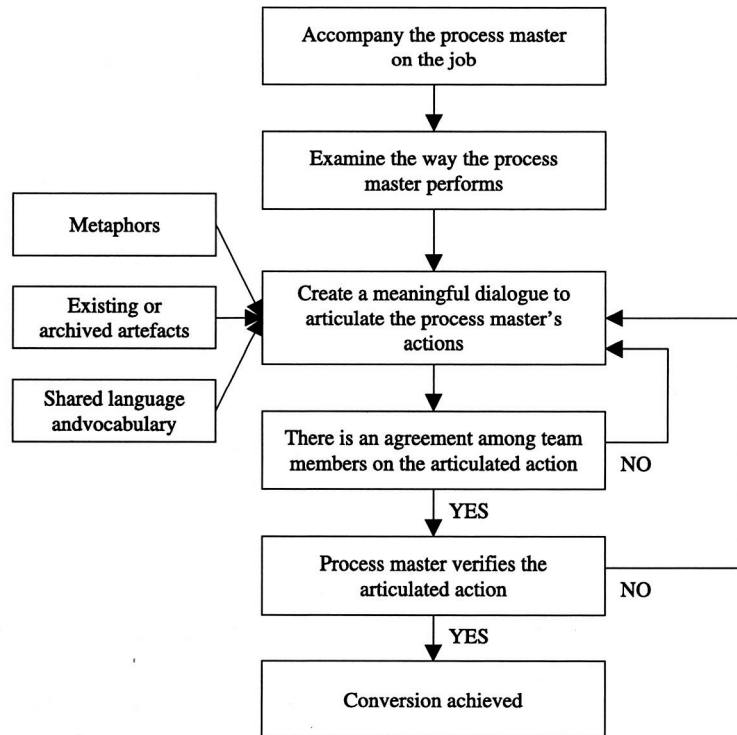 Accompany the process master
on the job
Examine the way the process
master performs
Metaphors
Existing or
archived artefacts
Shared language
andvocabulary
Create a meaningful dialogue to
articulate the process master's
actions
There is an agreement among team
members on the articulated action
NO
YES
Process master verifies the
articulated action
NO
YES
Conversion achieved